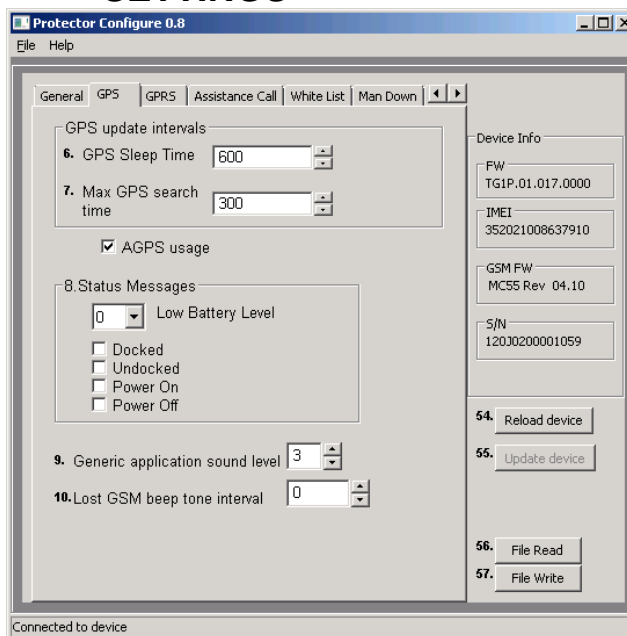 Protector Configure 0.8
File Help
General GPS GPRS Assistance Call White List Man Down
GPS update intervals
6. GPS Sleep Time 600
7. Max GPS search time 300
AGPS usage
8.Status Messages
0 Low Battery Level
Docked
Undocked
Power On
Power Off
9. Generic application sound level 3
10.Lost GSM beep tone interval 0
Device Info
FW
TG1P.01.017.0000
IMEI
352021008637910
GSM FW
MC55 Rev 04.10
S/N
120J0200001059
54. Reload device
55. Update device
56. File Read
57. File Write
Connected to device